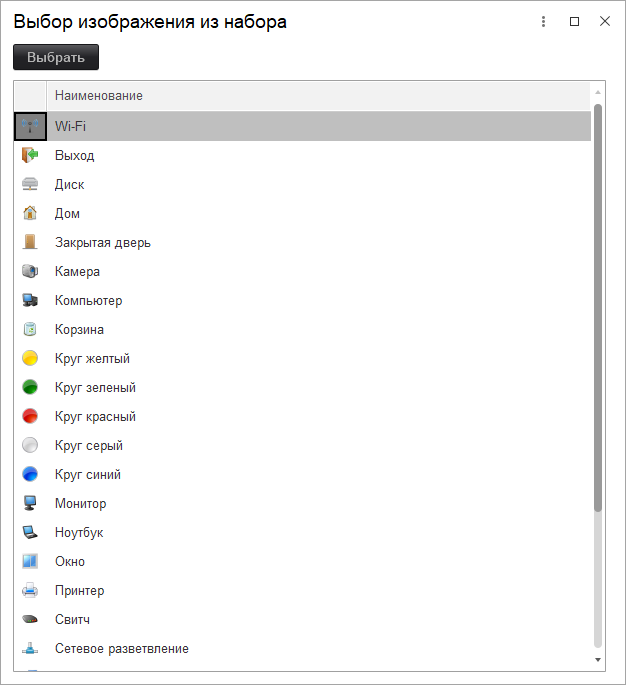 Выбор изображения из набора
Выбрать
Наименование
Wi-Fi
Выход
Диск
Дом
Закрытая дверь
Камера
Компьютер
Корзина
Круг желтый
Круг зеленый
Круг красный
Круг серый
Круг синий
Монитор
Ноутбук
Окно
Принтер
Свитч
Сетевое разветвление